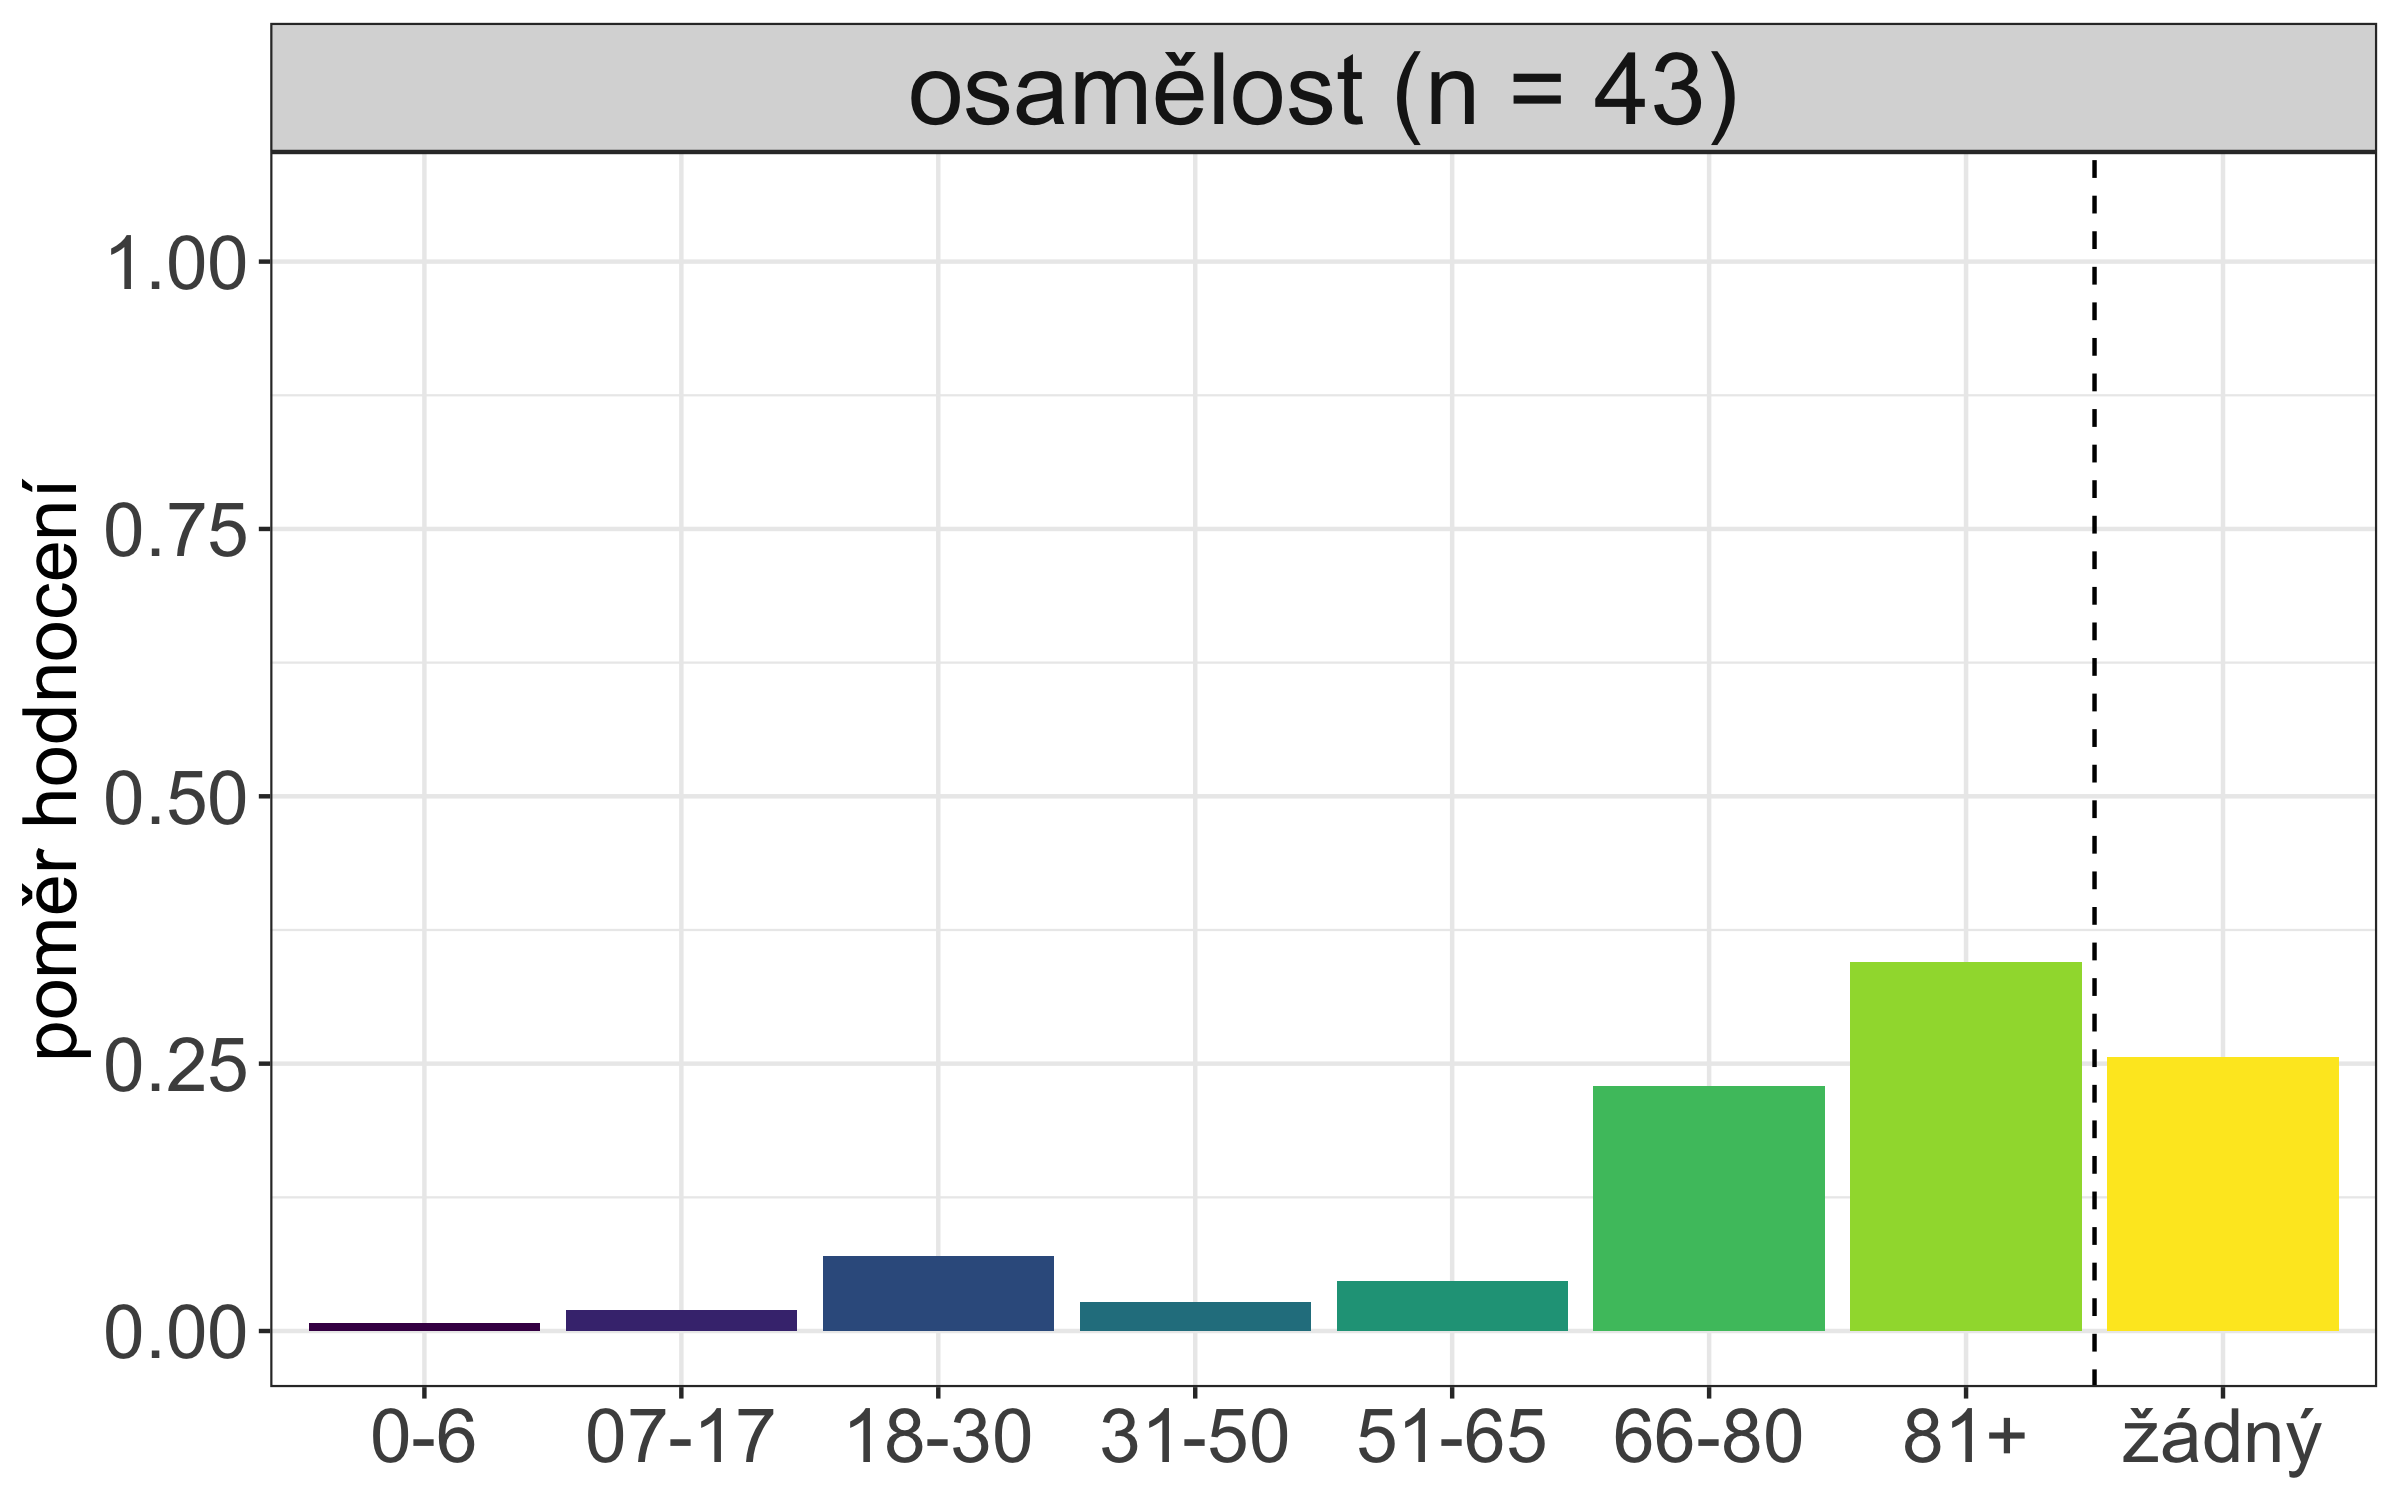 osamělost (n = 43)
poměr hodnocení
1.00
0.75
0.50
0.25
0.00
0-6 07-17 18-30 31-50 51-65 66-80 81+ žádný